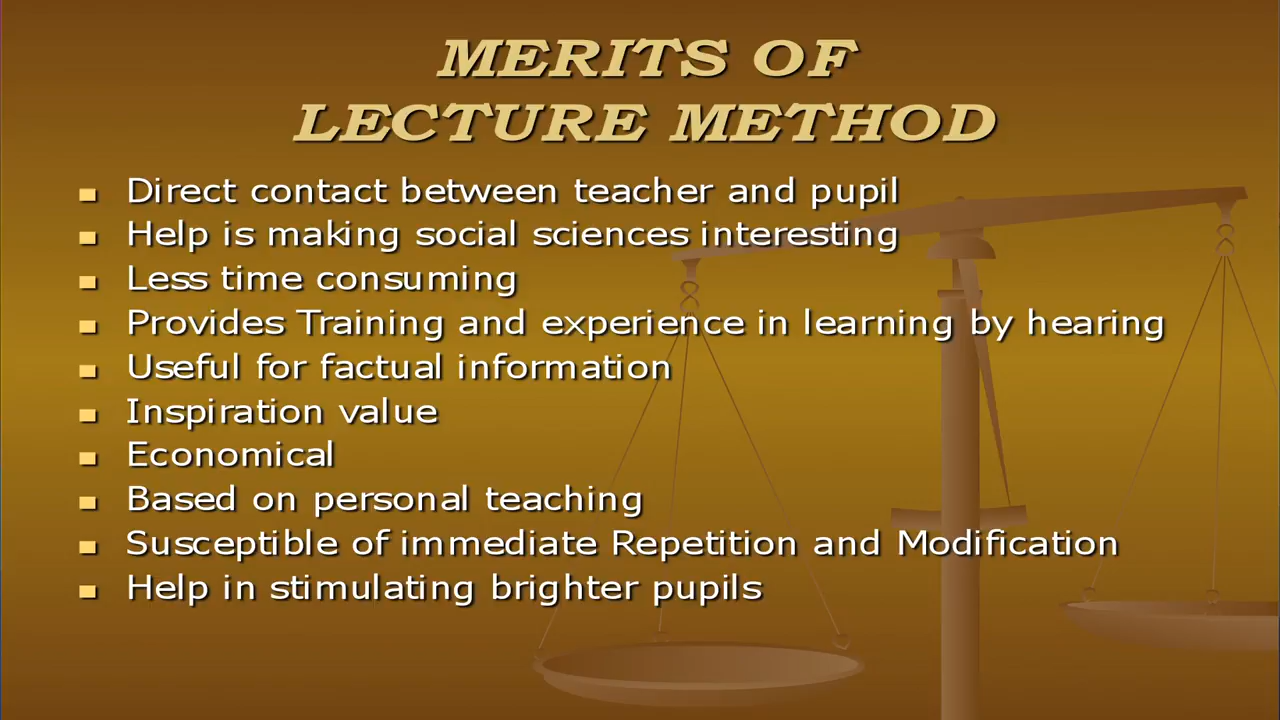 MERITS OF
LECTURE METHOD
Direct contact between teacher and pupil
Help is making social sciences interesting
Less time consuming
Provides Training and experience in learning by hearing
Useful for factual information
Inspiration value
Economical
Based on personal teaching
Susceptible of immediate Repetition and Modification
Help in stimulating brighter pupils